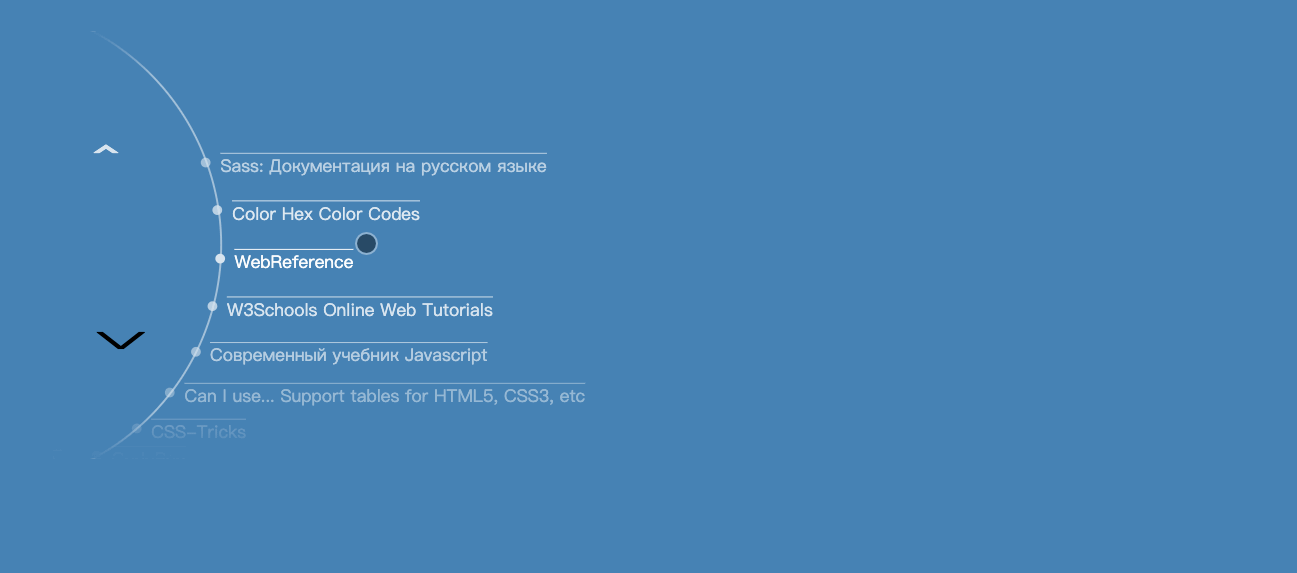 Sass: Документация на русском языке
Color Hex Color Codes
WebReference
W3Schools Online Web Tutorials
Современный учебник Javascript
Can I use... Support tables for HTML5, CSS3, etc
CSS-Tricks